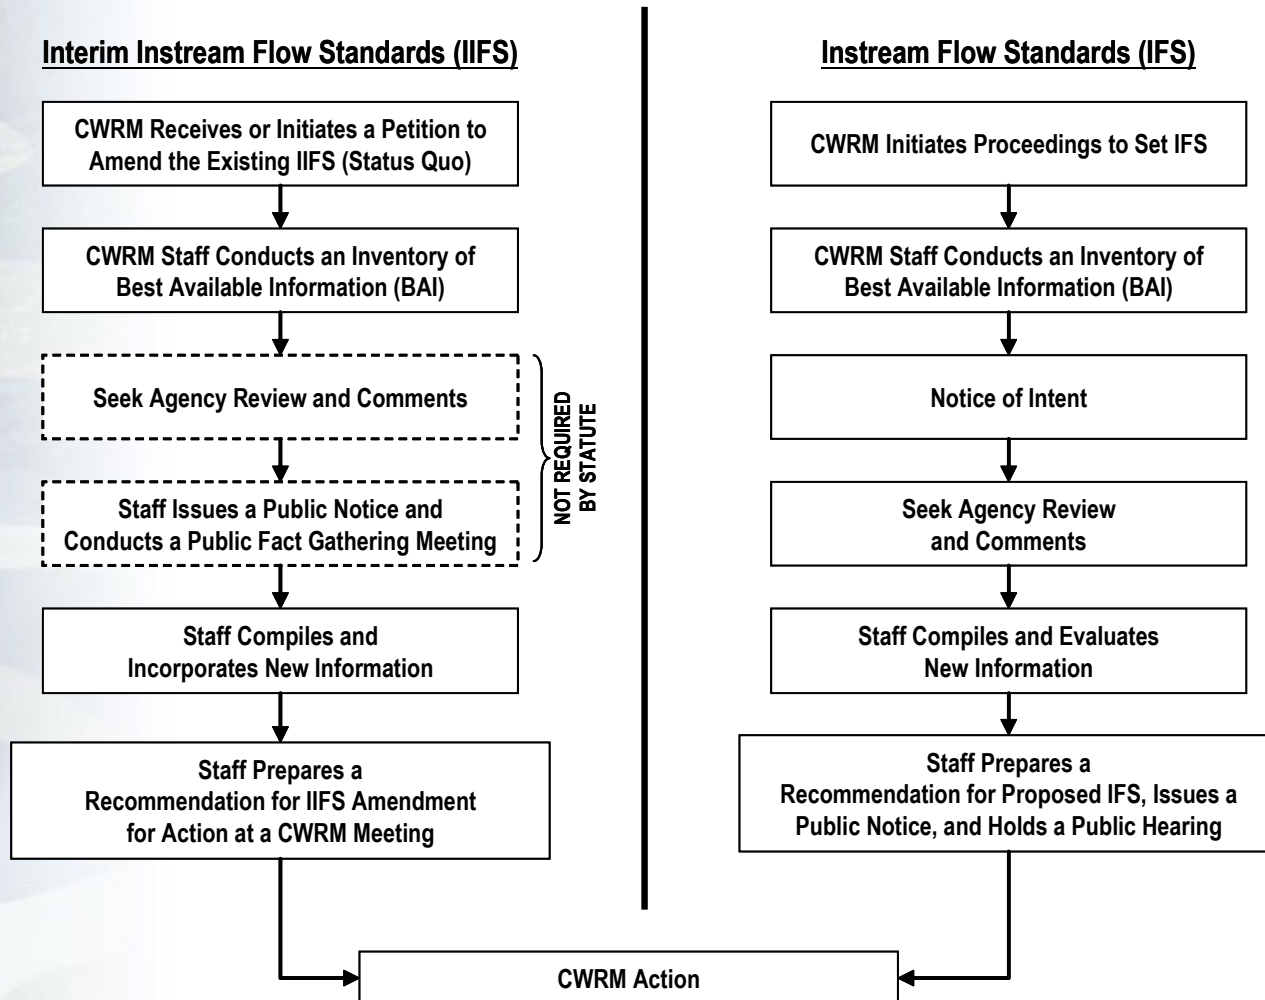 Interim Instream Flow Standards (IIFS)
CWRM Receives or Initiates a Petition to
Amend the Existing IIFS (Status Quo)
CWRM Staff Conducts an Inventory of
Best Available Information (BAI)
Seek Agency Review and Comments
Staff Issues a Public Notice and
Conducts a Public Fact Gathering Meeting
NOT REQUIRED
BY STATUTE
Staff Compiles and
Incorporates New Information
Staff Prepares a
Recommendation for IIFS Amendment
for Action at a CWRM Meeting
Instream Flow Standards (IFS)
CWRM Initiates Proceedings to Set IFS
CWRM Staff Conducts an Inventory of
Best Available Information (BAI)
Notice of Intent
Seek Agency Review
and Comments
Staff Compiles and Evaluates
New Information
Staff Prepares a
Recommendation for Proposed IFS, Issues a
Public Notice, and Holds a Public Hearing
CWRM Action